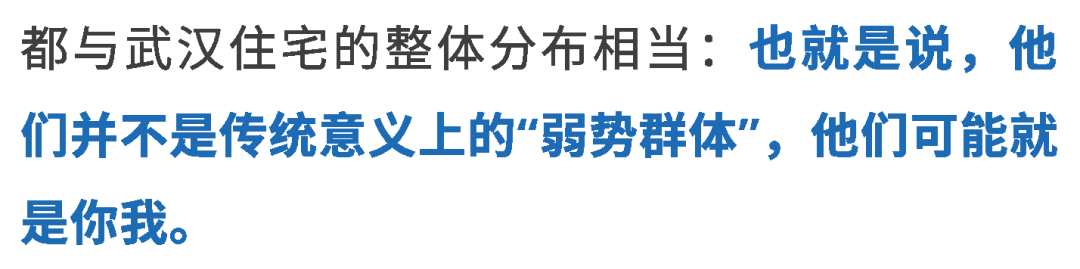 都与武汉住宅的整体分布相当：也就是说，他
们并不是传统意义上的“弱势群体”，他们可能就
是你我。